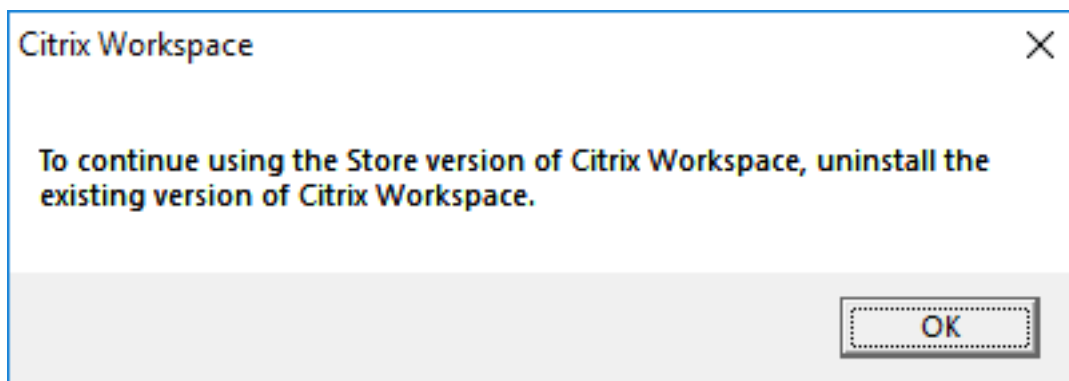 Citrix Workspace
To continue using the Store version of Citrix Workspace, uninstall the
existing version of Citrix Workspace.
OK